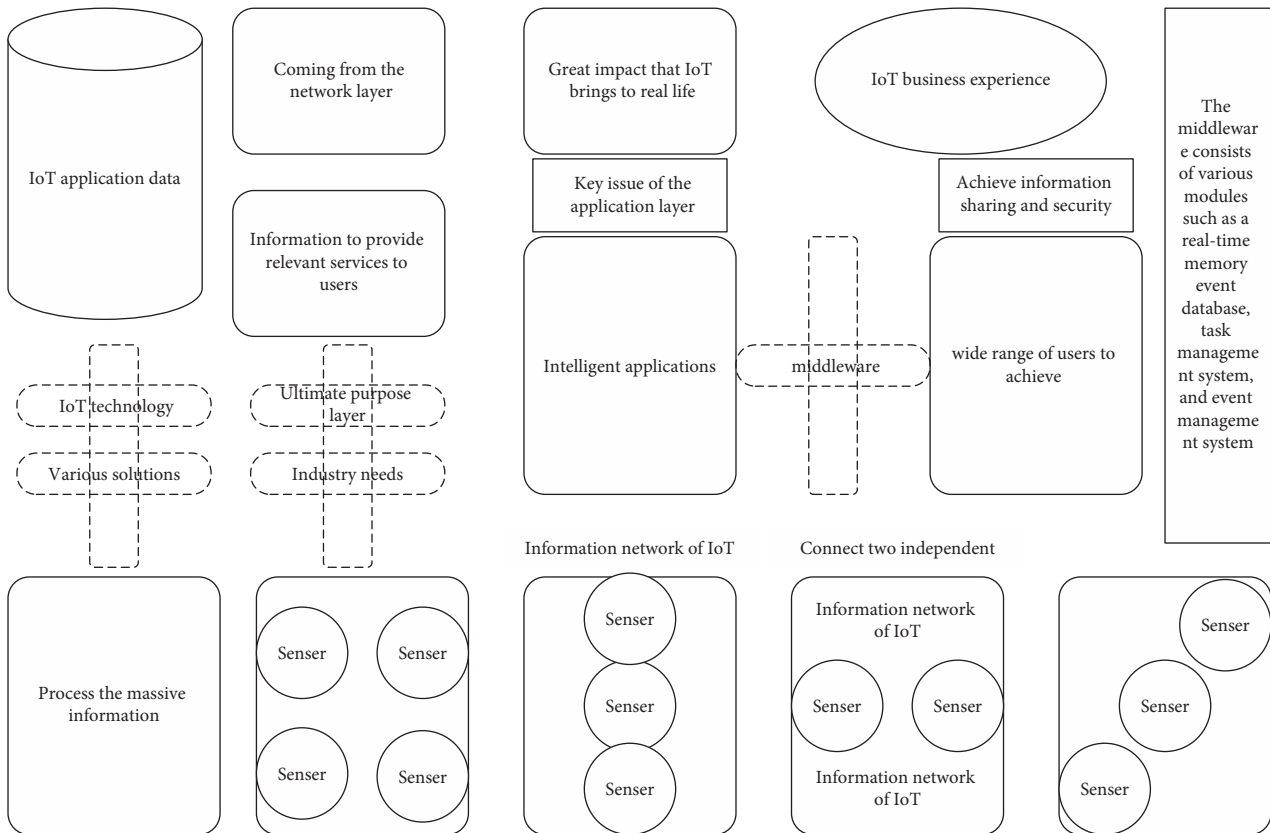 IoT application data
Coming from the
network layer
Information to provide
relevant services to
users
Great impact that IoT
brings to real life
Key issue of the
application layer
IoT business experience
Achieve information
sharing and security
The
middlewar
e consists
of various
modules
such as a
real-time
memory
event
database,
task
manageme
nt system,
and event
manageme
nt system
IoT technology
Various solutions
Ultimate purpose
layer
Industry needs
Intelligent applications
middleware
wide range of users to
achieve
Process the massive
information
Senser
Senser
Senser
Senser
Information network of IoT
Senser
Senser
Senser
Connect two independent
Information network
of IoT
Senser
Senser
Information network
of IoT
Senser
Senser
Senser